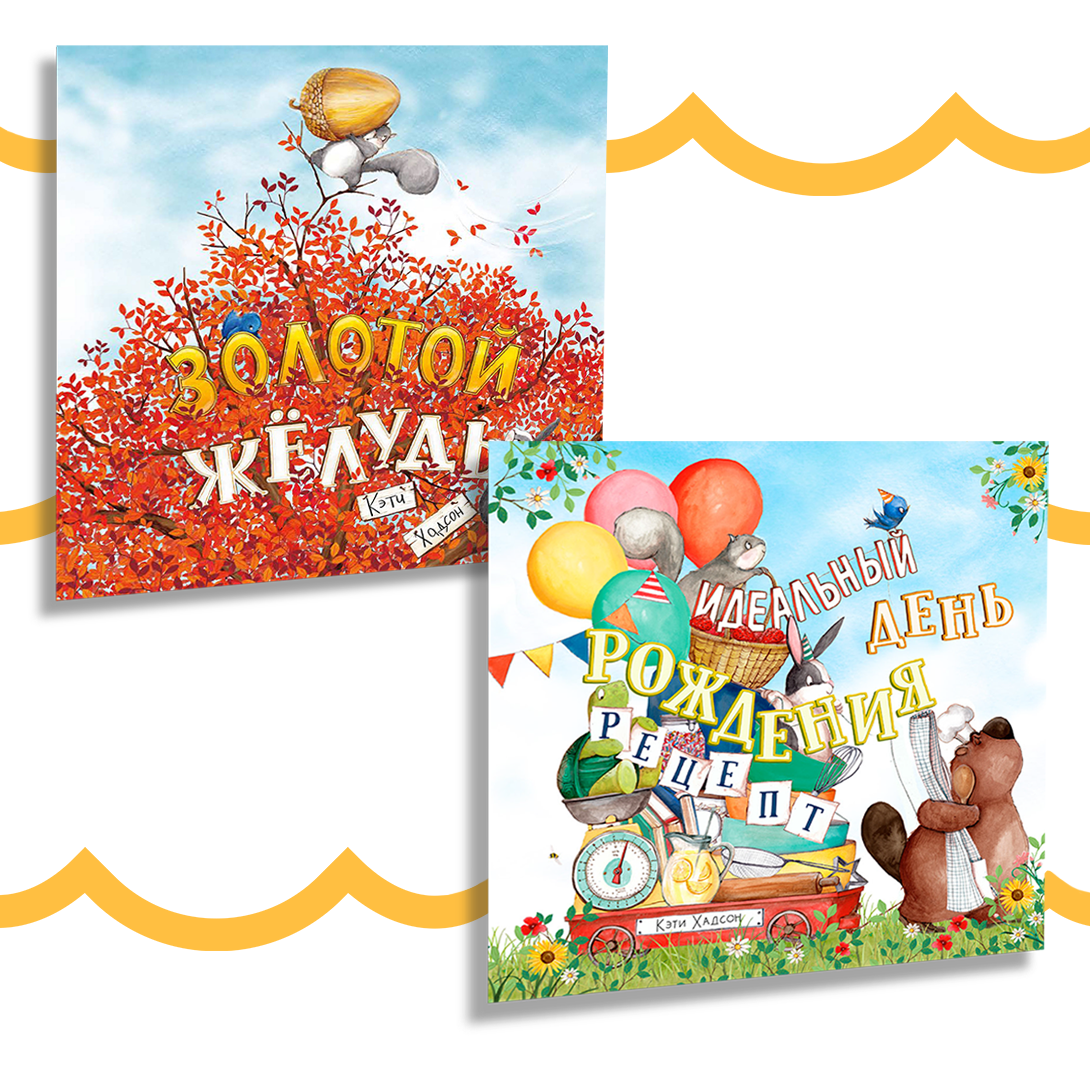 ЗОЛОТОЙ
ЖЁЛУДЬ
Кэти
Хадсон
ИДЕАЛЬНЫЙ
ДЕНЬ
РОЖДЕНИЯ
РЕЦЕПТ
Кэти Хадсон